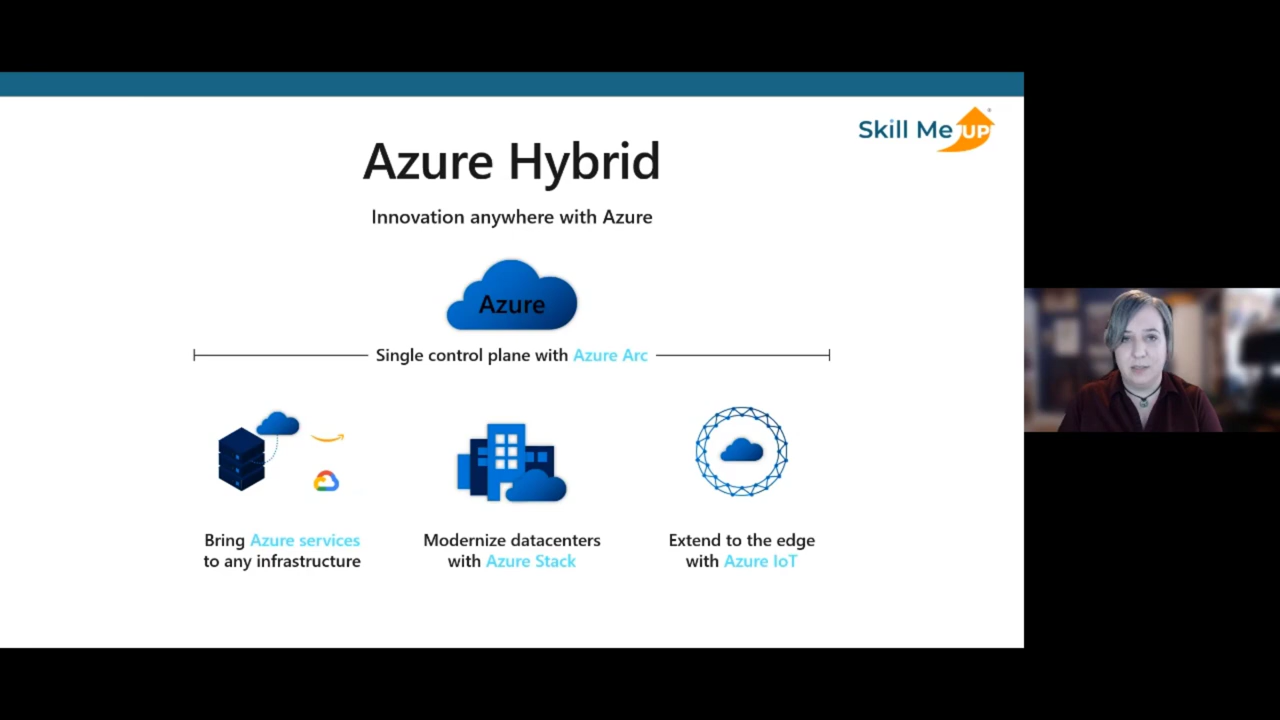 Skill Me UP
Azure Hybrid
Innovation anywhere with Azure
Azure
Single control plane with Azure Arc
Bring Azure services
to any infrastructure
Modernize datacenters
with Azure Stack
Extend to the edge
with Azure IoT